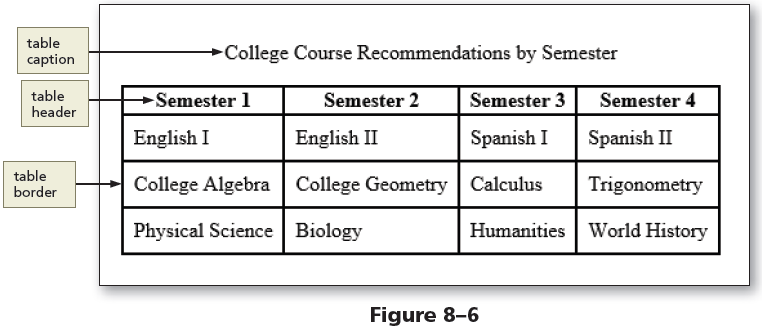 table
caption
College Course Recommendations by Semester
table
header
Semester 1 Semester 2 Semester 3 Semester 4
English I English II Spanish I Spanish II
table
border
College Algebra College Geometry Calculus Trigonometry
Physical Science Biology Humanities World History
Figure 8–6